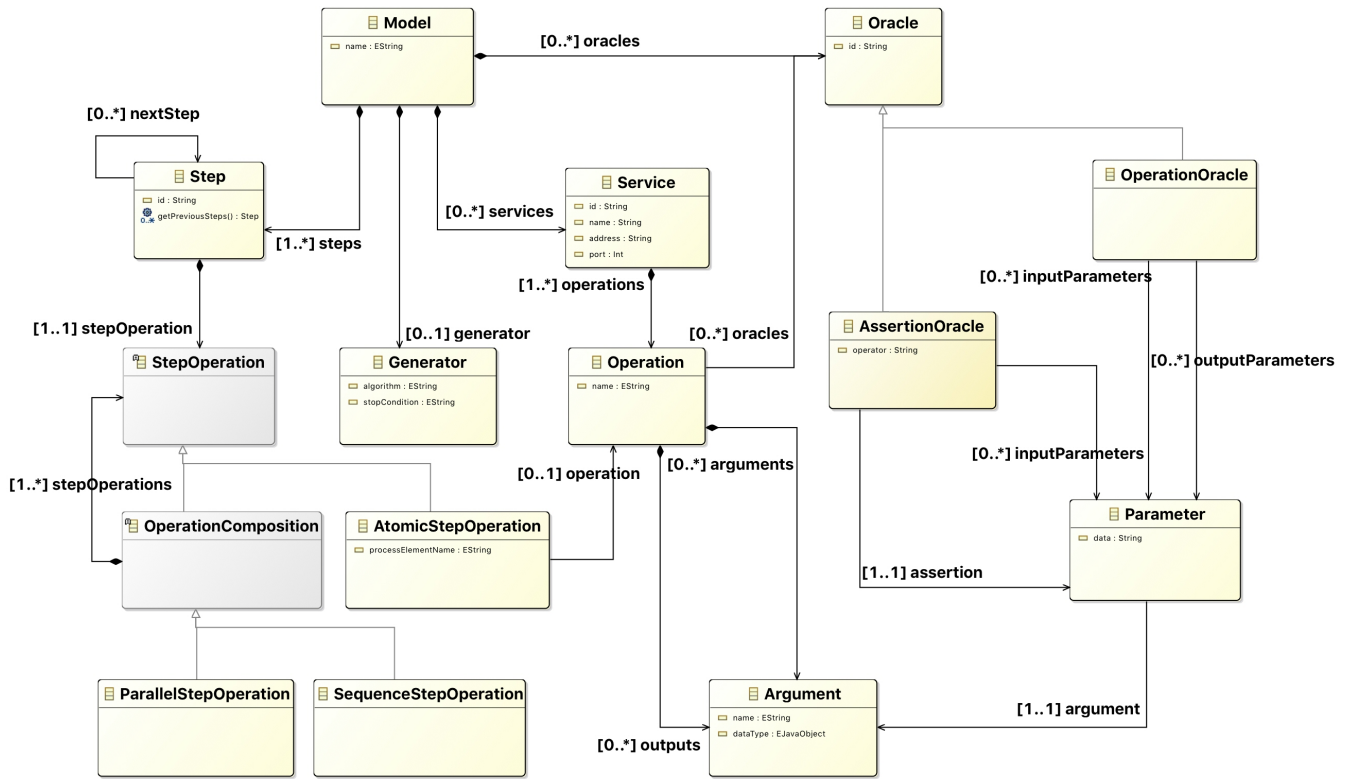 Model
name : EString
Oracle
id : String
[0..*] oracles
[0..*] nextStep
Step
id : String
0..*
getPreviousSteps() : Step
[1..*] steps
[0..*] services
Service
id : String
name : String
address : String
port : Int
OperationOracle
[1..*] operations
[0..*] inputParameters
[1..1] stepOperation
[0..1] generator
[0..*] oracles
AssertionOracle
operator : String
StepOperation
Generator
algorithm : EString
stopCondition : EString
Operation
name : EString
[0..*] outputParameters
[1..*] stepOperations
[0..1] operation
[0..*] arguments
[0..*] inputParameters
OperationComposition
AtomicStepOperation
processElementName : EString
Parameter
data : String
[1..1] assertion
ParallelStepOperation
SequenceStepOperation
Argument
name : EString
dataType : EJavaObject
[1..1] argument
[0..*] outputs